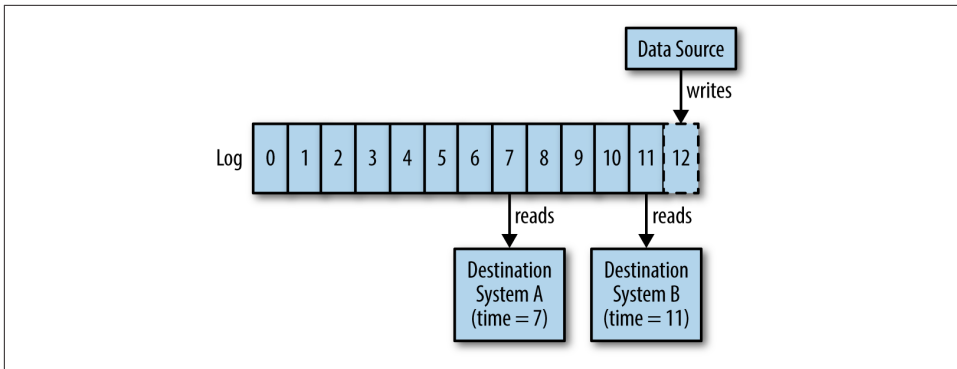 Data Source
writes
Log 0 1 2 3 4 5 6 7 8 9 10 11 12
reads reads
Destination Destination
System A System B
(time = 7) (time = 11)